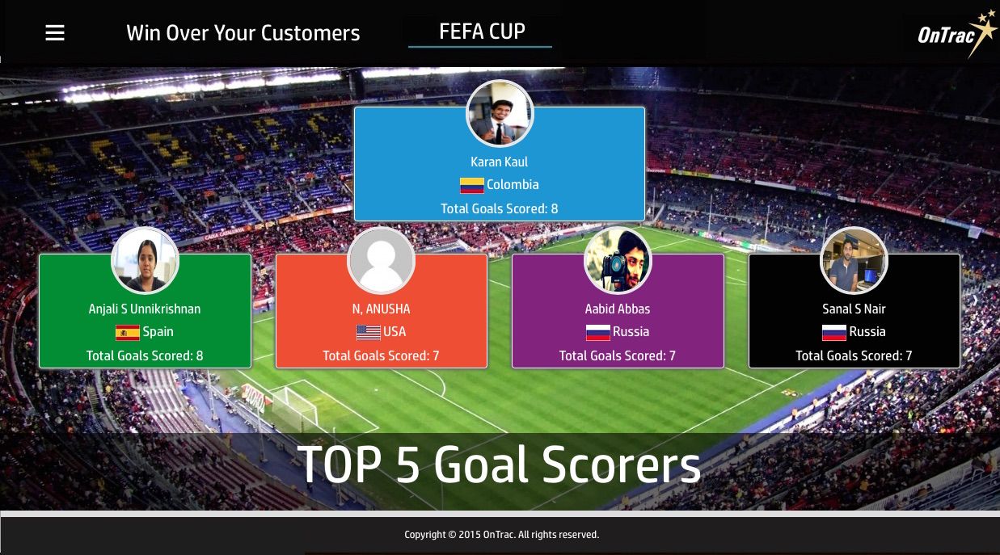 Win Over Your Customers
FEFA CUP
OnTrac
Karan Kaul
Colombia
Total Goals Scored: 8
Anjali S Unnikrishnan
Spain
Total Goals Scored: 8
N, ANUSHA
USA
Total Goals Scored: 7
Aabid Abbas
Russia
Total Goals Scored: 7
Sanal S Nair
Russia
Total Goals Scored: 7
TOP 5 Goal Scorers
Copyright © 2015 OnTrac. All rights reserved.